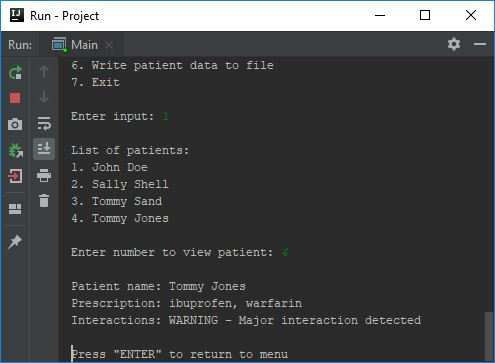 Run - Project
Run: Main
6. Write patient data to file
7. Exit
Enter input: 1
List of patients:
1. John Doe
2. Sally Shell
3. Tommy Sand
4. Tommy Jones
Enter number to view patient: 4
Patient name: Tommy Jones
Prescription: ibuprofen, warfarin
Interactions: WARNING - Major interaction detected
Press "ENTER" to return to menu